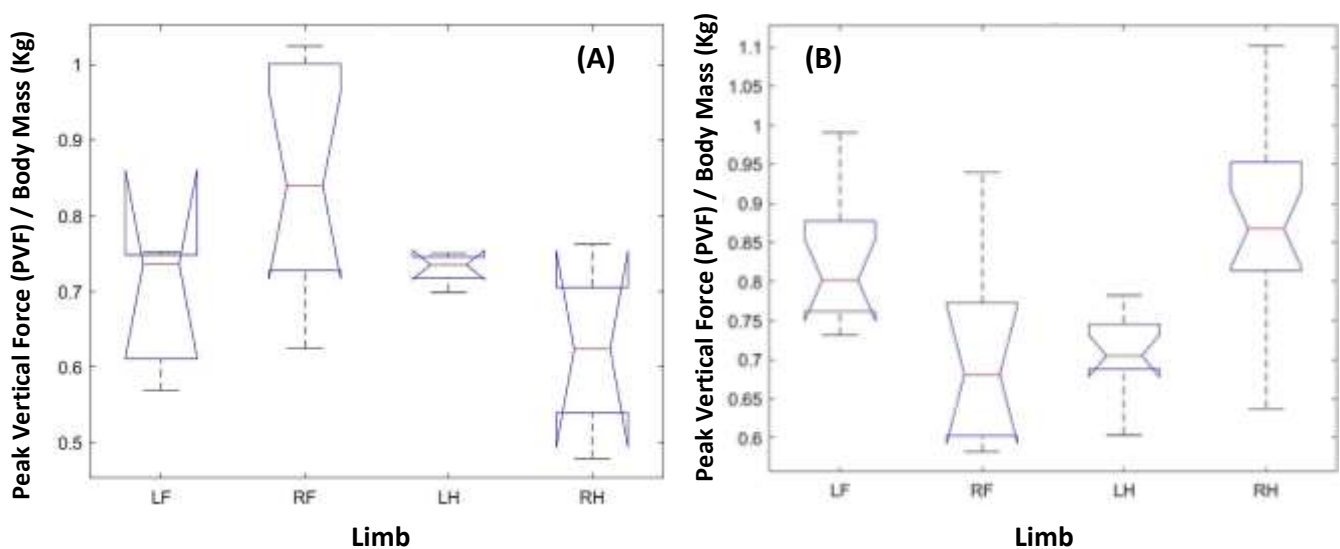 Peak Vertical Force (PVF) / Body Mass (Kg)
(A)
1
0.9
0.8
0.7
0.6
0.5
LF RF LH RH
Limb
Peak Vertical Force (PVF) / Body Mass (Kg)
(B)
1.1
1.05
1
0.95
0.9
0.85
0.8
0.75
0.7
0.65
0.6
LF RF LH RH
Limb